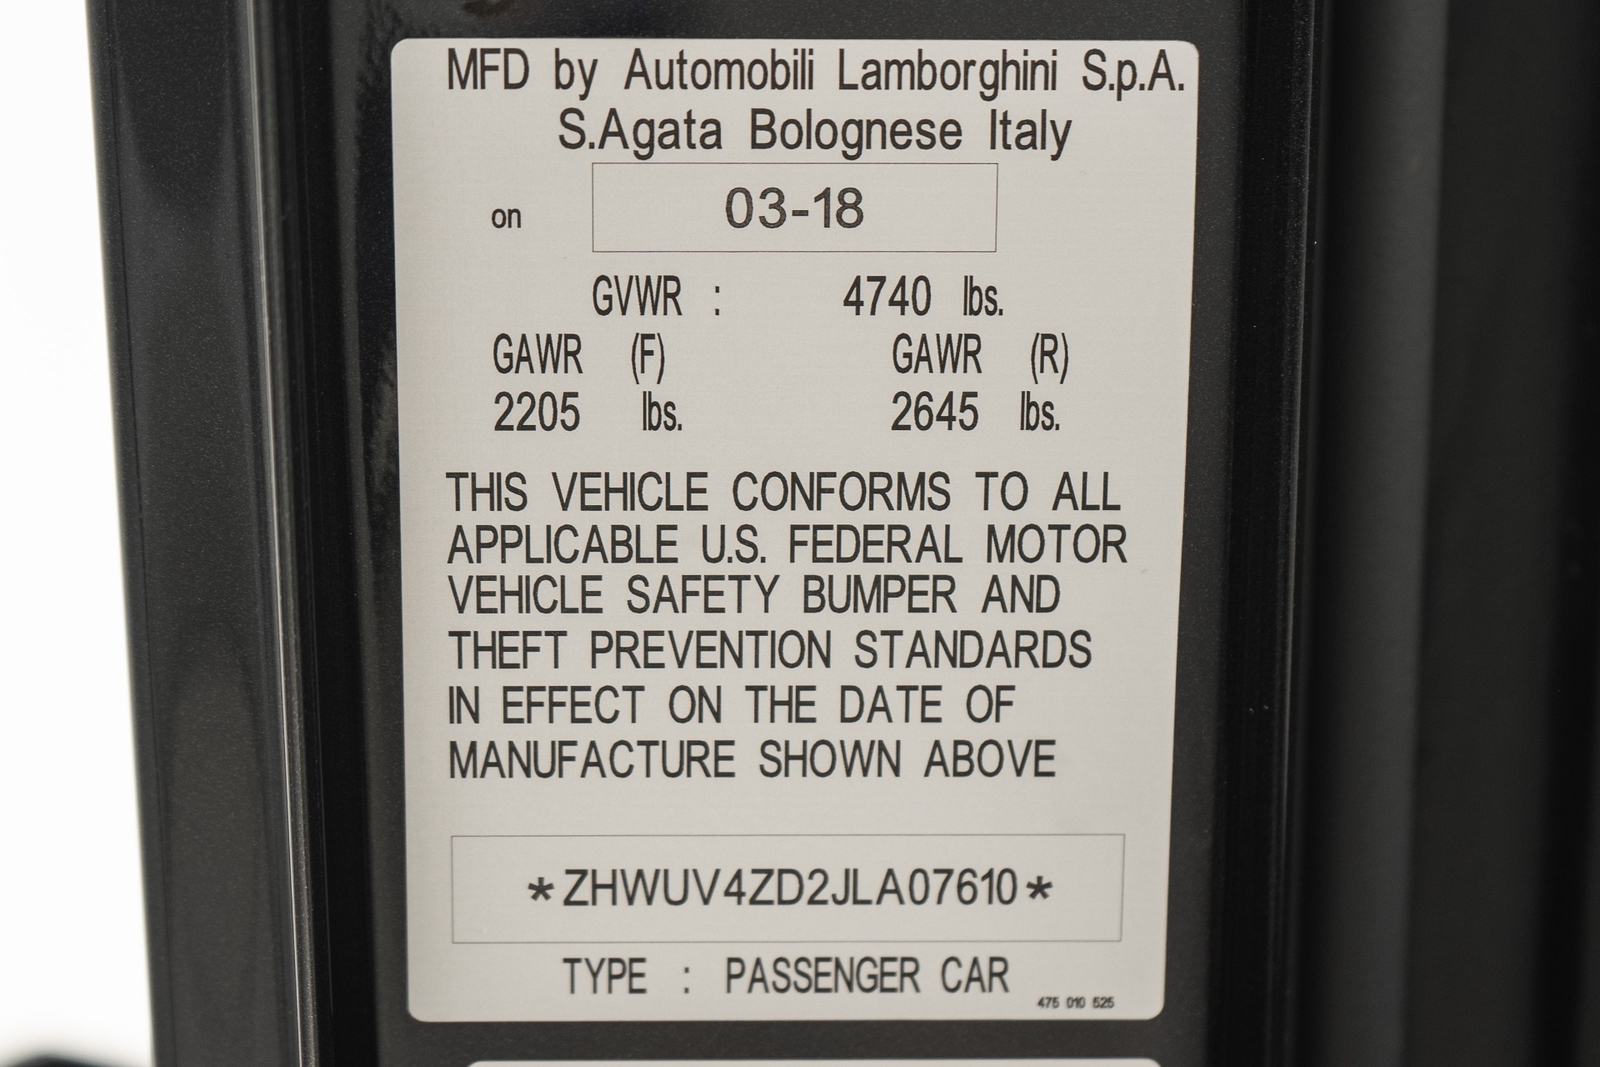 MFD by Automobili Lamborghini S.p.A.
S.Agata Bolognese Italy
on 03-18
GVWR : 4740 lbs.
GAWR (F) GAWR (R)
2205 lbs. 2645 lbs.
THIS VEHICLE CONFORMS TO ALL
APPLICABLE U.S. FEDERAL MOTOR
VEHICLE SAFETY BUMPER AND
THEFT PREVENTION STANDARDS
IN EFFECT ON THE DATE OF
MANUFACTURE SHOWN ABOVE
*ZHWUV4ZD2JLA07610*
TYPE : PASSENGER CAR
475 010 525